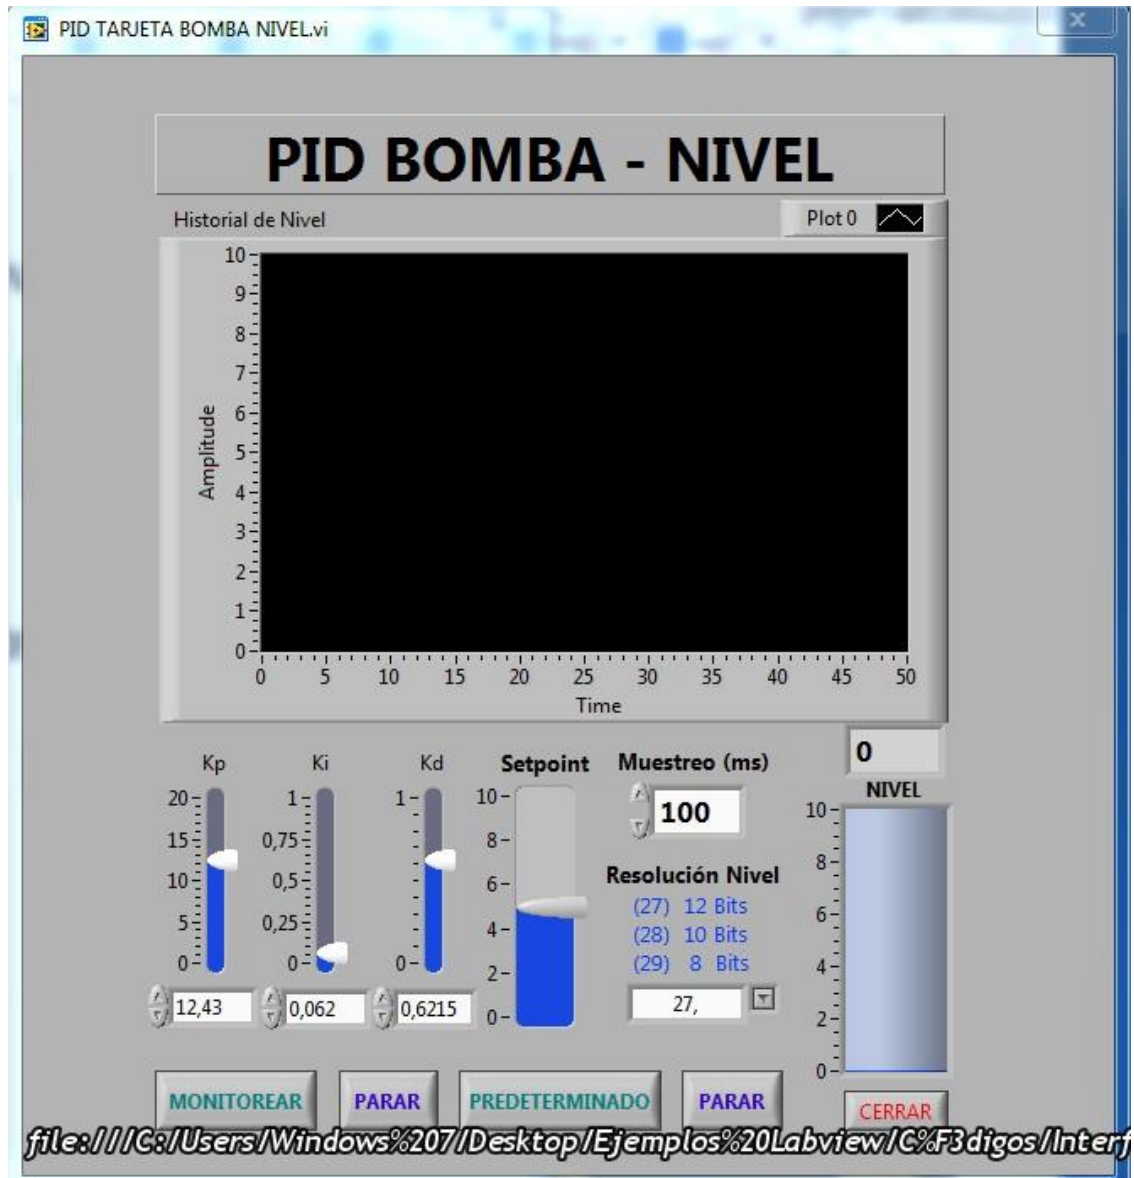 PID TARJETA BOMBA NIVEL.vi
x
PID BOMBA - NIVEL
Historial de Nivel
Plot 0
10
9
8
7
6
5
4
3
2
1
0
Amplitude
0 5 10 15 20 25 30 35 40 45 50
Time
Kp
20
15
10
5
0
12,43
Ki
1
0,75
0,5
0,25
0
0,062
Kd
1
0
0,6215
Setpoint
10
8
6
4
2
0
Muestreo (ms)
100
Resolución Nivel
(27) 12 Bits
(28) 10 Bits
(29) 8 Bits
27,
0
NIVEL
10
8
6
4
2
0
MONITOREAR
PARAR
PREDETERMINADO
PARAR
CERRAR
file:///C:/Users/Windows%207/Desktop/Ejemplos%20Labview/C%F3digos/Interf